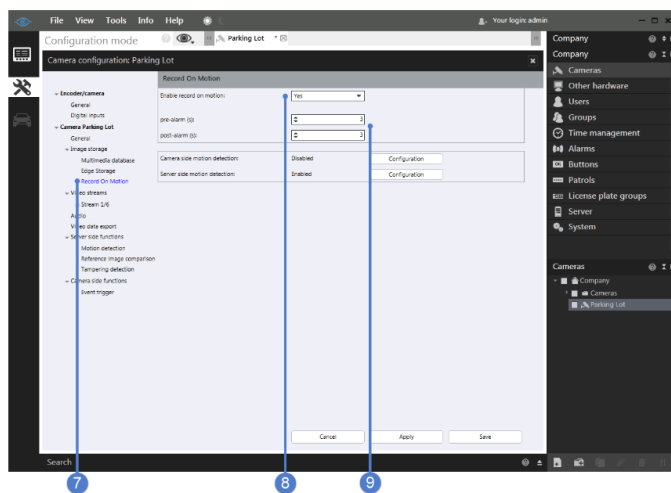 File View Tools Info Help
Your login: admin
Configuration mode
Parking Lot *
Company
Camera configuration: Parking Lot
Company
Cameras
Other hardware
Users
Groups
Time management
Alarms
Buttons
Patrols
License plate groups
Server
System
Record On Motion
Encoder/camera
General
Digital inputs
Camera Parking Lot
General
Image storage
Multimedia database
Edge Storage
Record On Motion
Video streams
Stream 1/6
Audio
Video data export
Server side functions
Motion detection
Reference image comparison
Tampering detection
Camera side functions
Event trigger
Enable record on motion: Yes
pre-alarm (s): 3
post-alarm (s): 3
Camera side motion detection: Disabled Configuration
Server side motion detection: Enabled Configuration
Cameras
Company
Cameras
Parking Lot
Cancel Apply Save
Search
7 8 9